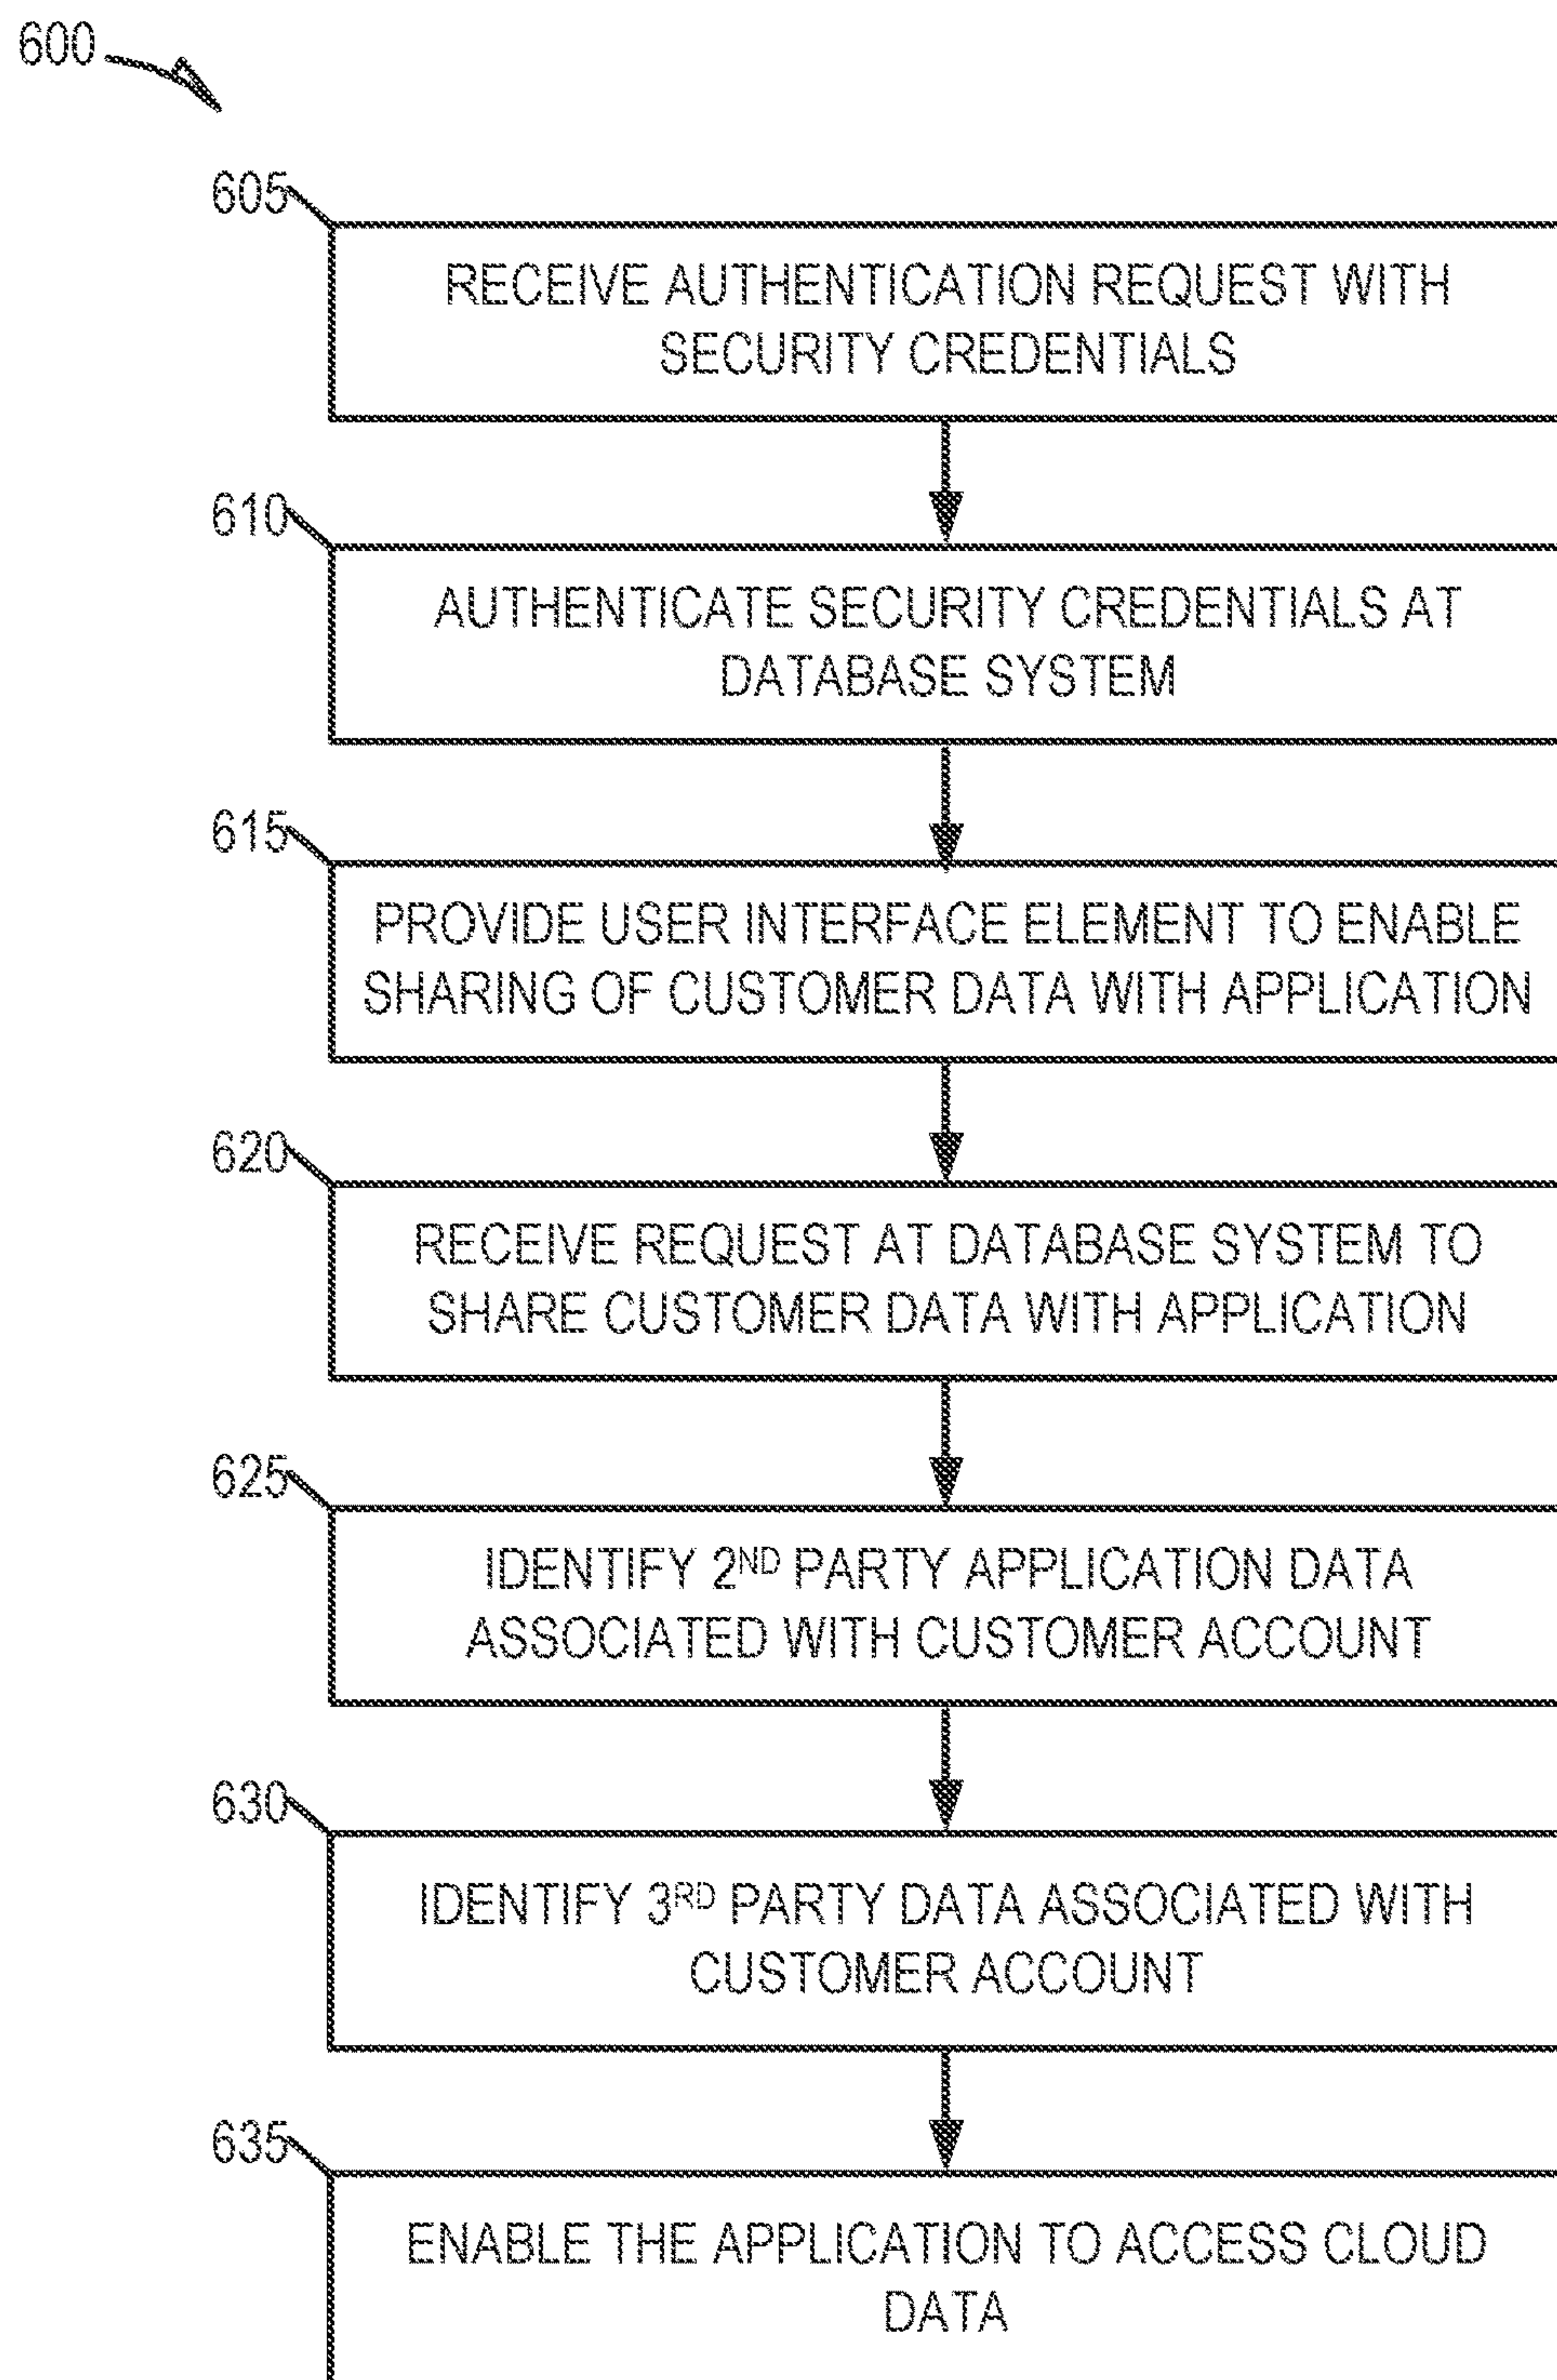 600
605
RECEIVE AUTHENTICATION REQUEST WITH
SECURITY CREDENTIALS
610
AUTHENTICATE SECURITY CREDENTIALS AT
DATABASE SYSTEM
615
PROVIDE USER INTERFACE ELEMENT TO ENABLE
SHARING OF CUSTOMER DATA WITH APPLICATION
620
RECEIVE REQUEST AT DATABASE SYSTEM TO
SHARE CUSTOMER DATA WITH APPLICATION
625
IDENTIFY 2ND PARTY APPLICATION DATA
ASSOCIATED WITH CUSTOMER ACCOUNT
630
IDENTIFY 3RD PARTY DATA ASSOCIATED WITH
CUSTOMER ACCOUNT
635
ENABLE THE APPLICATION TO ACCESS CLOUD
DATA